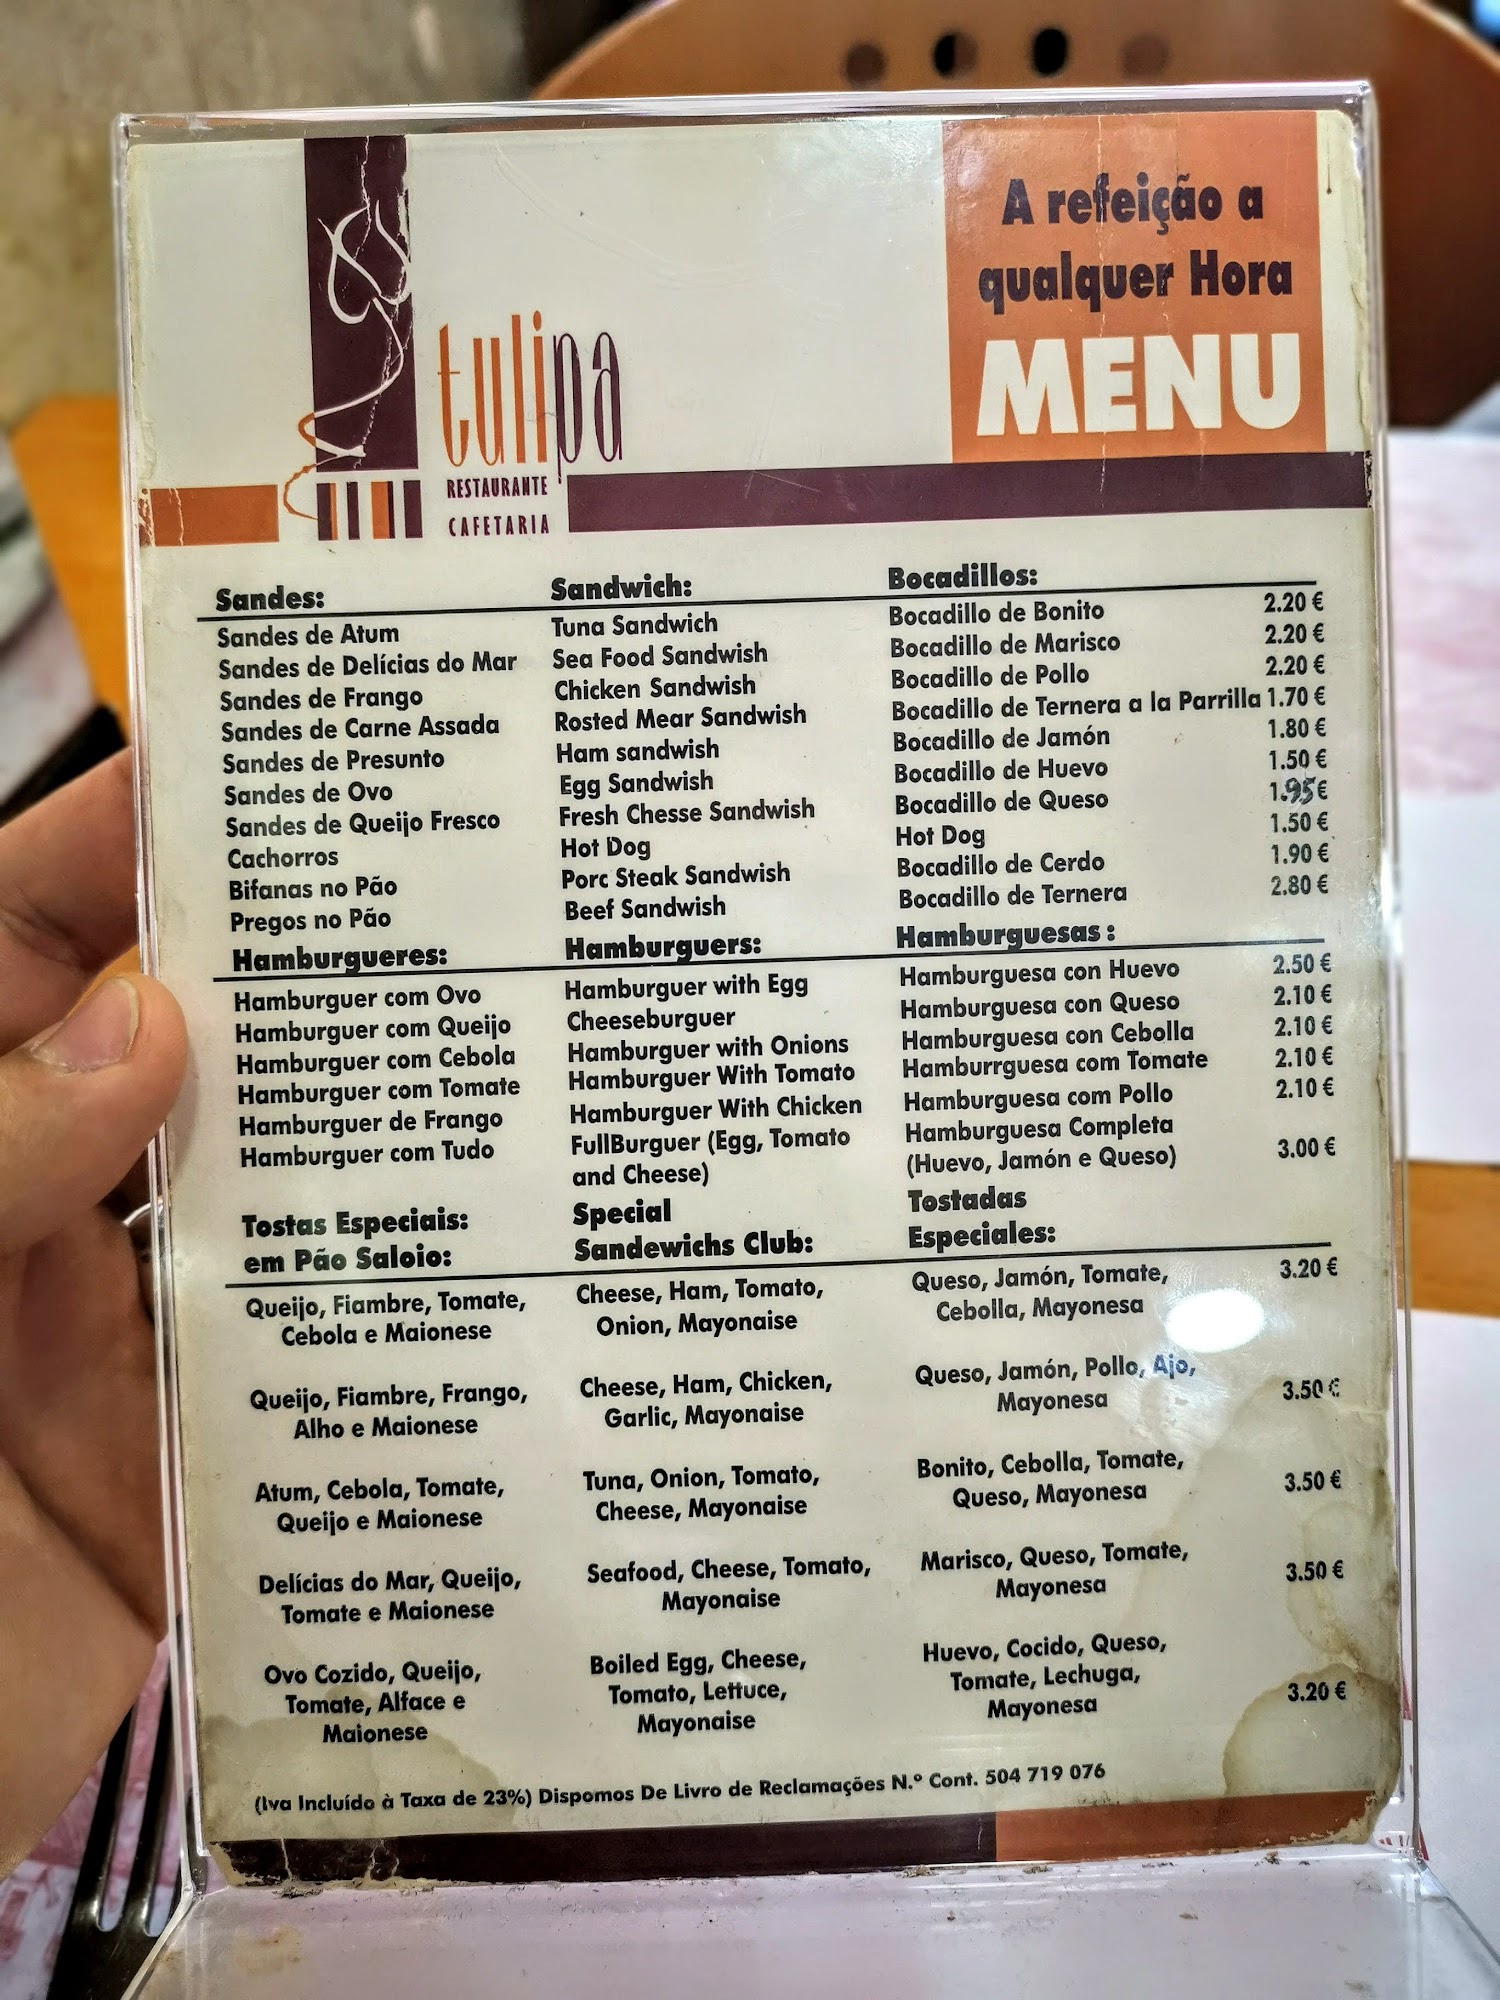 A refeição a
qualquer Hora
MENU
tulipa
RESTAURANTE
CAFETARIA
Sandes: Sandwich: Bocadillos:
Sandes de Atum Tuna Sandwich Bocadillo de Bonito 2.20 €
Sandes de Delícias do Mar Sea Food Sandwish Bocadillo de Marisco 2.20 €
Sandes de Frango Chicken Sandwish Bocadillo de Pollo 2.20 €
Sandes de Carne Assada Rosted Mear Sandwish Bocadillo de Ternera a la Parrilla 1.70 €
Sandes de Presunto Ham sandwish Bocadillo de Jamón 1.80 €
Sandes de Ovo Egg Sandwish Bocadillo de Huevo 1.50 €
Sandes de Queijo Fresco Fresh Chesse Sandwish Bocadillo de Queso 1.95€
Cachorros Hot Dog Hot Dog 1.50 €
Bifanas no Pão Porc Steak Sandwish Bocadillo de Cerdo 1.90 €
Pregos no Pão Beef Sandwish Bocadillo de Ternera 2.80 €
Hamburgueres: Hamburguers: Hamburguesas :
Hamburguer com Ovo Hamburguer with Egg Hamburguesa con Huevo 2.50 €
Hamburguer com Queijo Cheeseburguer Hamburguesa con Queso 2.10 €
Hamburguer com Cebola Hamburguer with Onions Hamburguesa con Cebolla 2.10 €
Hamburguer com Tomate Hamburguer With Tomato Hamburrguesa com Tomate 2.10 €
Hamburguer de Frango Hamburguer With Chicken Hamburguesa com Pollo 2.10 €
Hamburguer com Tudo FullBurguer (Egg, Tomato Hamburguesa Completa
and Cheese) (Huevo, Jamón e Queso) 3.00 €
Tostas Especiais: Special Tostadas
em Pão Saloio: Sandewichs Club: Especiales:
Queijo, Fiambre, Tomate, Cheese, Ham, Tomato, Queso, Jamón, Tomate, 3.20 €
Cebola e Maionese Onion, Mayonaise Cebolla, Mayonesa
Queijo, Fiambre, Frango, Cheese, Ham, Chicken, Queso, Jamón, Pollo, Ajo, 3.50 €
Alho e Maionese Garlic, Mayonaise Mayonesa
Atum, Cebola, Tomate, Tuna, Onion, Tomato, Bonito, Cebolla, Tomate, 3.50 €
Queijo e Maionese Cheese, Mayonaise Queso, Mayonesa
Delícias do Mar, Queijo, Seafood, Cheese, Tomato, Marisco, Queso, Tomate, 3.50 €
Tomate e Maionese Mayonaise Mayonesa
Ovo Cozido, Queijo, Boiled Egg, Cheese, Huevo, Cocido, Queso,
Tomate, Alface e Tomato, Lettuce, Tomate, Lechuga, 3.20 €
Maionese Mayonaise Mayonesa
(Iva Incluído à Taxa de 23%) Dispomos De Livro de Reclamações N.º Cont. 504 719 076